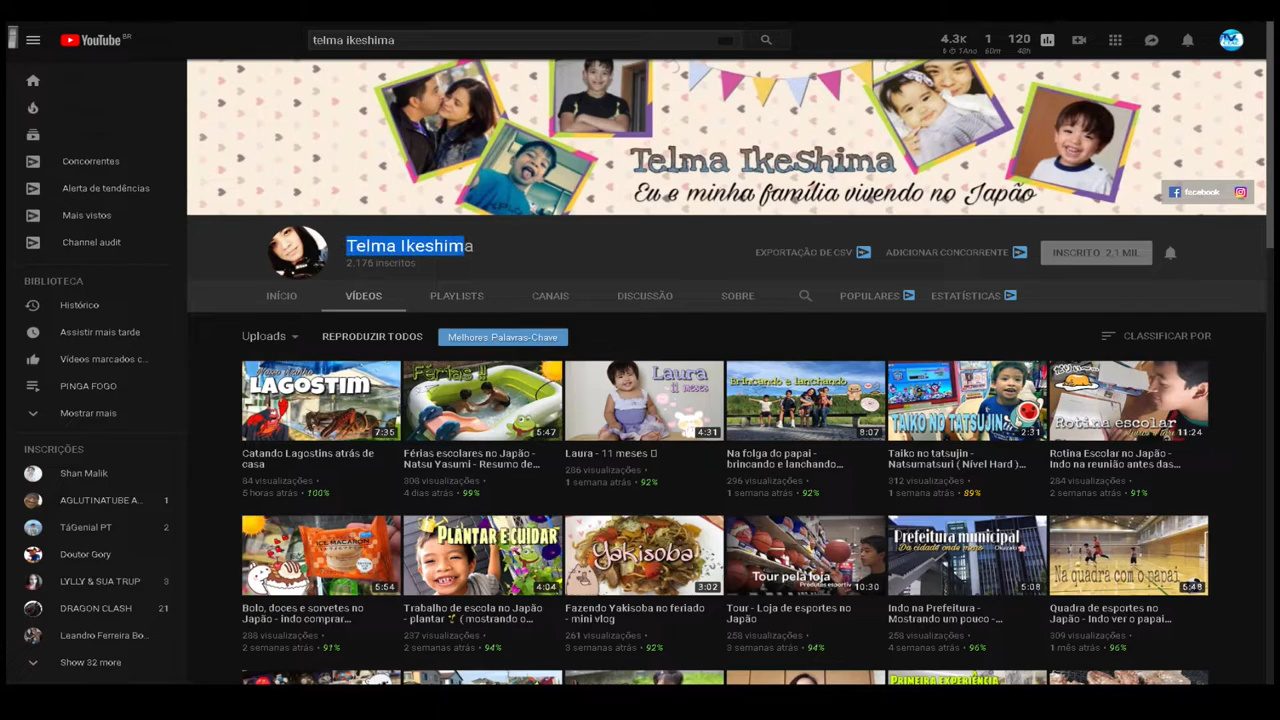 YouTube BR
telma ikeshima
4.3K 1 120
60m 48h
Telma Ikeshima
Eu e minha família vivendo no Japão
facebook
Concorrentes
Alerta de tendências
Mais vistos
Channel audit
BIBLIOTECA
Histórico
Assistir mais tarde
Vídeos marcados c...
PINGA FOGO
Mostrar mais
INSCRIÇÕES
Shan Malik
AGLUTINATUBE A... 1
TáGenial PT 2
Doutor Gory
LYLLY & SUA TRUP 3
DRAGON CLASH 21
Leandro Ferreira Bo...
Show 32 more
Telma Ikeshima
2.176 inscritos
EXPORTAÇÃO DE CSV ADICIONAR CONCORRENTE INSCRITO 2,1 MIL
INÍCIO VÍDEOS PLAYLISTS CANAIS DISCUSSÃO SOBRE POPULARES ESTATÍSTICAS
Uploads REPRODUZIR TODOS Melhores Palavras-Chave CLASSIFICAR POR
LAGOSTIM
7:35
Catando Lagostins atrás de
casa
84 visualizações •
5 horas atrás • 100%
Férias !!
5:47
Férias escolares no Japão -
Natsu Yasumi - Resumo de...
308 visualizações •
4 dias atrás • 99%
Laura
11 meses
4:31
Laura - 11 meses
286 visualizações •
1 semana atrás • 92%
Brincando e lanchando
8:07
Na folga do papai -
brincando e lanchando...
296 visualizações •
1 semana atrás • 92%
TAIKO NO TATSUJIN
2:31
Taiko no tatsujin -
Natsumatsuri ( Nível Hard )...
312 visualizações •
1 semana atrás • 89%
Rotina escolar
11:24
Rotina Escolar no Japão -
Indo na reunião antes das...
284 visualizações •
2 semanas atrás • 91%
ICE MACARON
5:54
Bolo, doces e sorvetes no
Japão - indo comprar...
288 visualizações •
2 semanas atrás • 91%
PLANTAR E CUIDAR
4:04
Trabalho de escola no Japão
- plantar ( mostrando o...
237 visualizações •
2 semanas atrás • 94%
Yakisoba
3:02
Fazendo Yakisoba no feriado
- mini vlog
261 visualizações •
3 semanas atrás • 92%
Tour pela loja
Produtos esportiv
10:30
Tour - Loja de esportes no
Japão
258 visualizações •
3 semanas atrás • 94%
Prefeitura municipal
Da cidade onde moro
5:08
Indo na Prefeitura -
Mostrando um pouco -...
258 visualizações •
4 semanas atrás • 96%
Na quadra com o papai
5:48
Quadra de esportes no
Japão - Indo ver o papai...
309 visualizações •
1 mês atrás • 96%
PRIMEIRA EXPERIÊNCIA